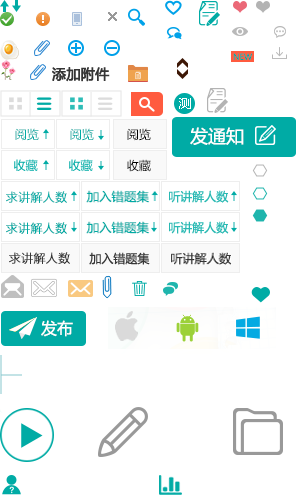 添加附件
测
发通知
阅览 阅览 阅览
收藏 收藏 收藏
求讲解人数 加入错题集 听讲解人数
求讲解人数 加入错题集 听讲解人数
求讲解人数 加入错题集 听讲解人数
发布